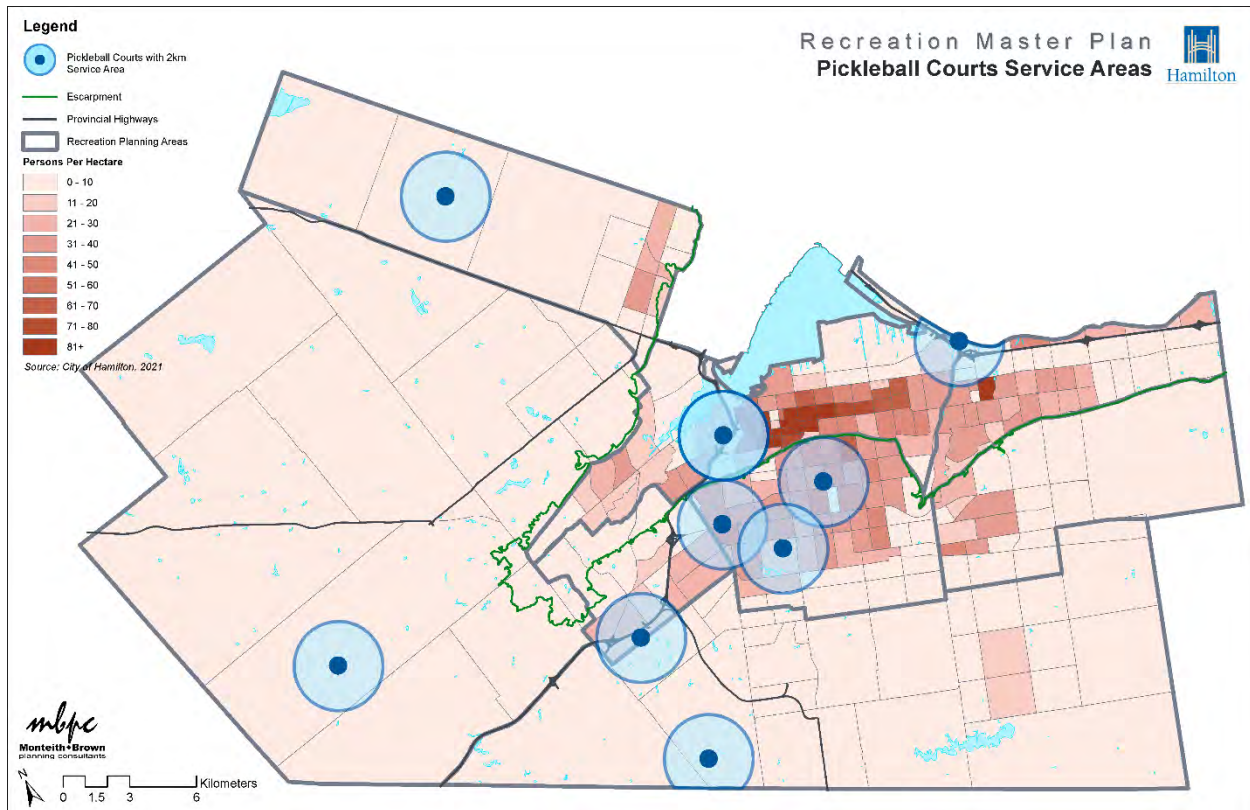 Legend
Pickleball Courts with 2km
Service Area
Escarpment
Provincial Highways
Recreation Planning Areas
Persons Per Hectare
0 - 10
11 - 20
21 - 30
31 - 40
41 - 50
51 - 60
61 - 70
71 - 80
81+
Source: City of Hamilton, 2021
Recreation Master Plan
Pickleball Courts Service Areas
Hamilton
mbpc
Monteith+Brown
planning consultants
N
Kilometers
0 1.5 3 6